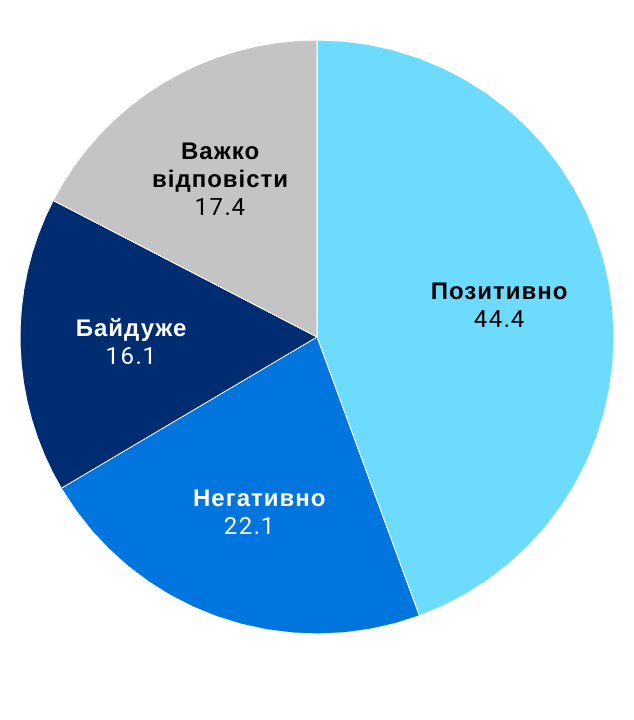 Важко
відповісти
17.4
Позитивно
44.4
Байдуже
16.1
Негативно
22.1